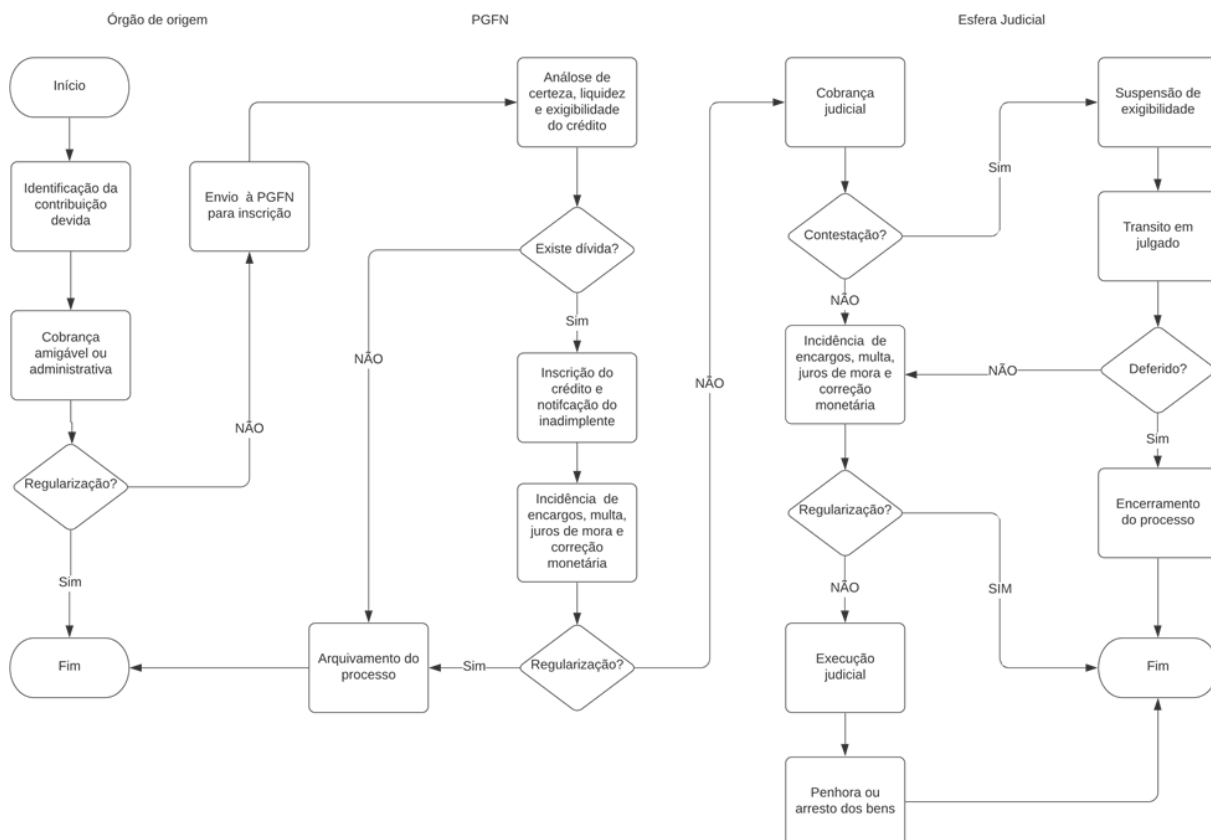 Órgão de origem
PGFN
Esfera Judicial
Início
Identificação da
contribuição
devida
Cobrança
amigável ou
administrativa
Regularização?
Sim
Fim
NÃO
Envio à PGFN
para inscrição
Análose de
certeza, liquidez
e exigibilidade
do crédito
Existe dívida?
NÃO
Sim
Inscrição do
crédito e
notifcação do
inadimplente
Incidência de
encargos, multa,
juros de mora e
correção
monetária
Regularização?
Sim
Arquivamento do
processo
NÃO
Cobrança
judicial
Contestação?
Sim
NÃO
Incidência de
encargos, multa,
juros de mora e
correção
monetária
Regularização?
SIM
NÃO
Execução
judicial
Penhora ou
arresto dos bens
Suspensão de
exigibilidade
Transito em
julgado
Deferido?
NÃO
Sim
Encerramento
do processo
Fim